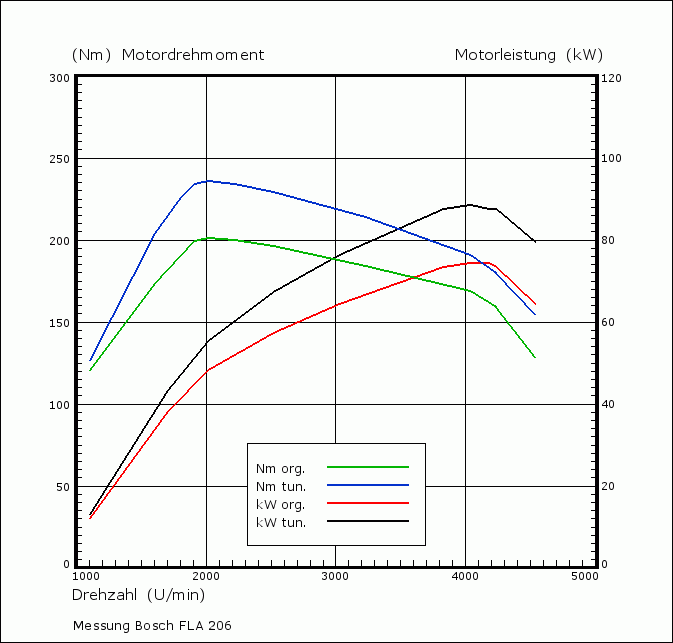 (Nm) Motordrehmoment Motorleistung (kW)
300 120
250 100
200 80
150 60
100 40
50 20
0 0
1000 2000 3000 4000 5000
Nm org.
Nm tun.
kW org.
kW tun.
Drehzahl (U/min)
Messung Bosch FLA 206